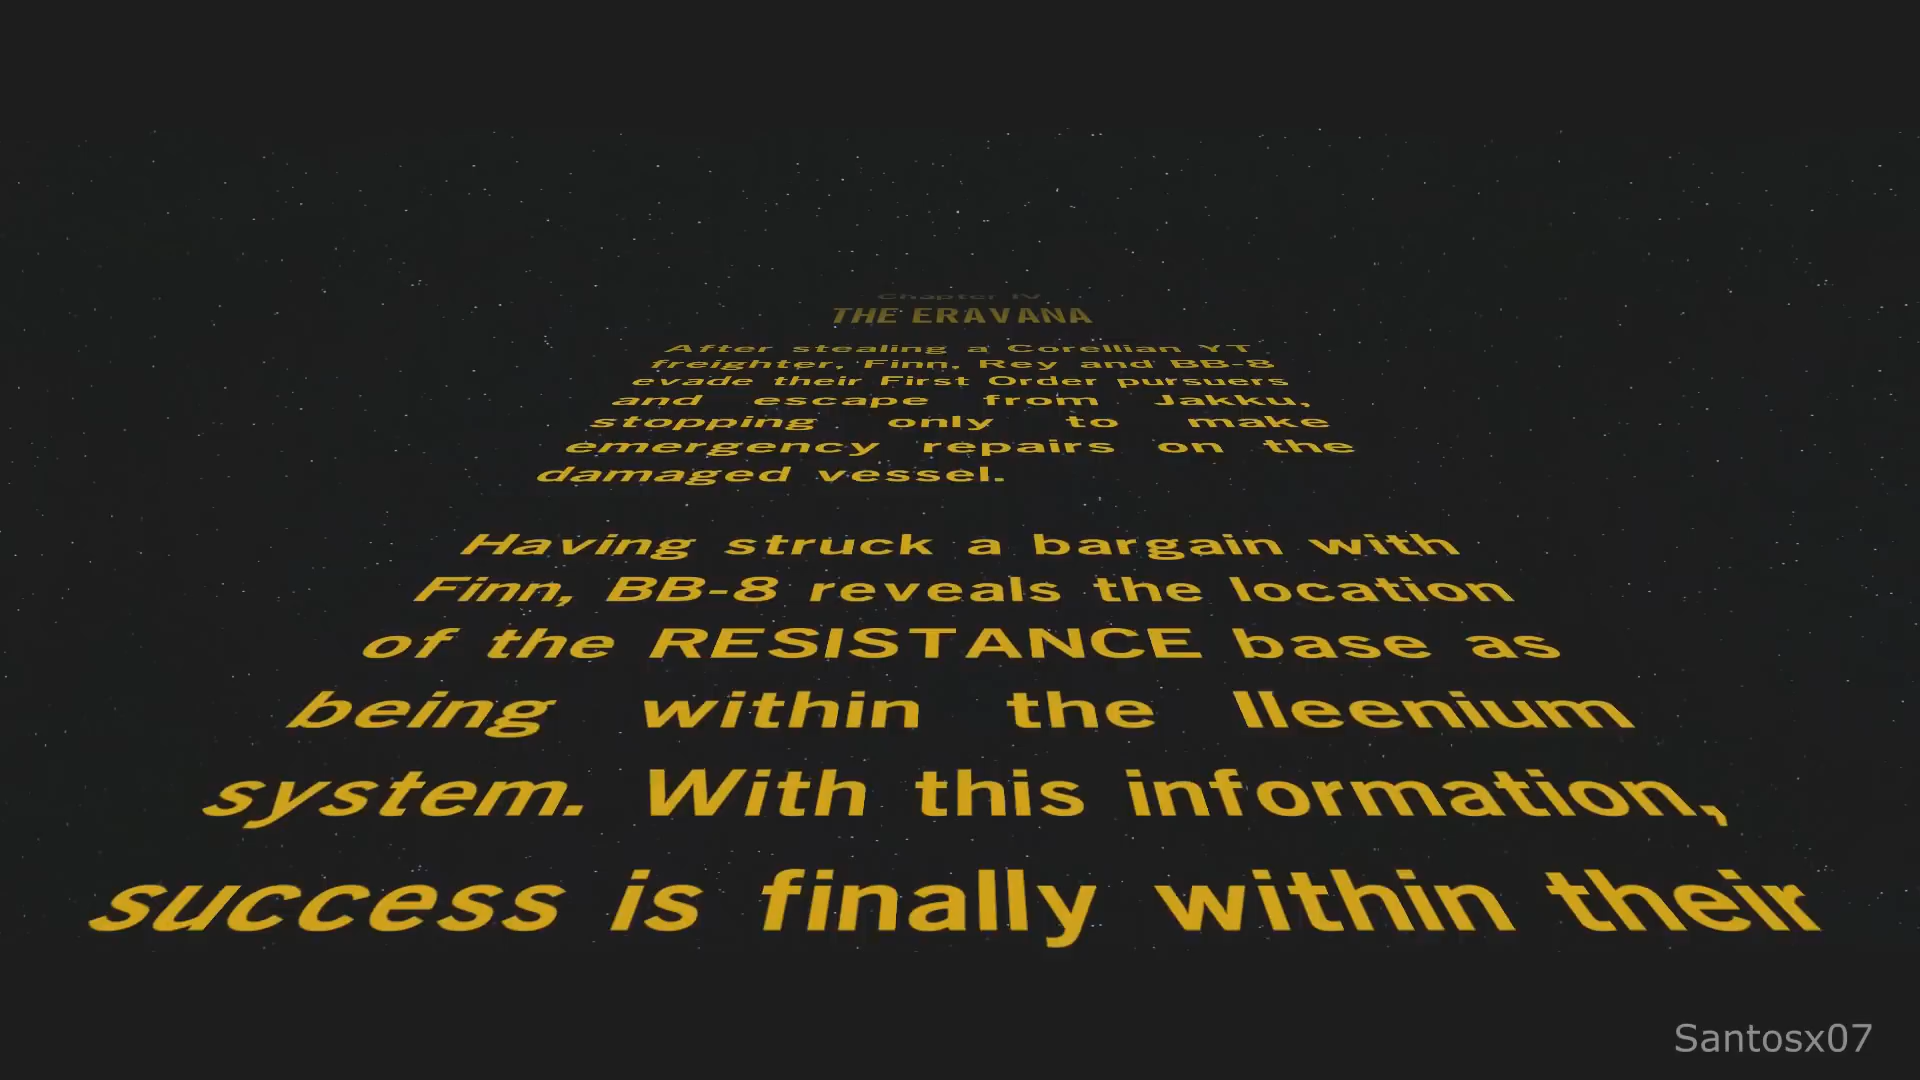 Chapter IV
THE ERAVANA
After stealing a Corellian YT
freighter, Finn, Rey and BB-8
evade their First Order pursuers
and escape from Jakku,
stopping only to make
emergency repairs on the
damaged vessel.
Having struck a bargain with
Finn, BB-8 reveals the location
of the RESISTANCE base as
being within the lleenium
system. With this information,
success is finally within their
Santosx07